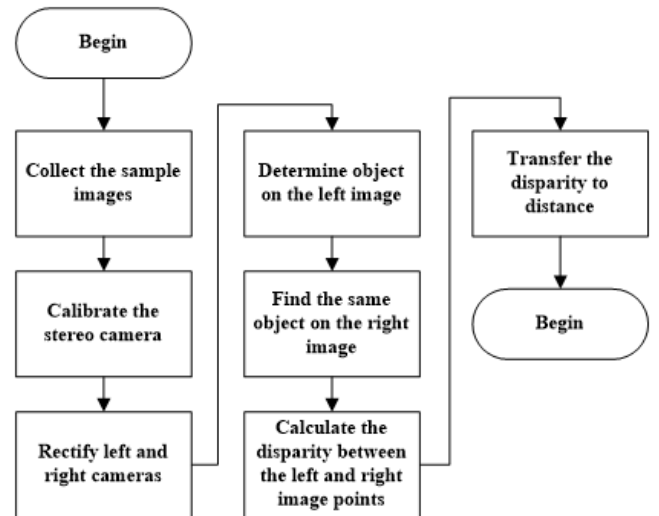 Begin
Collect the sample
images
Calibrate the
stereo camera
Rectify left and
right cameras
Determine object
on the left image
Find the same
object on the right
image
Calculate the
disparity between
the left and right
image points
Transfer the
disparity to
distance
Begin